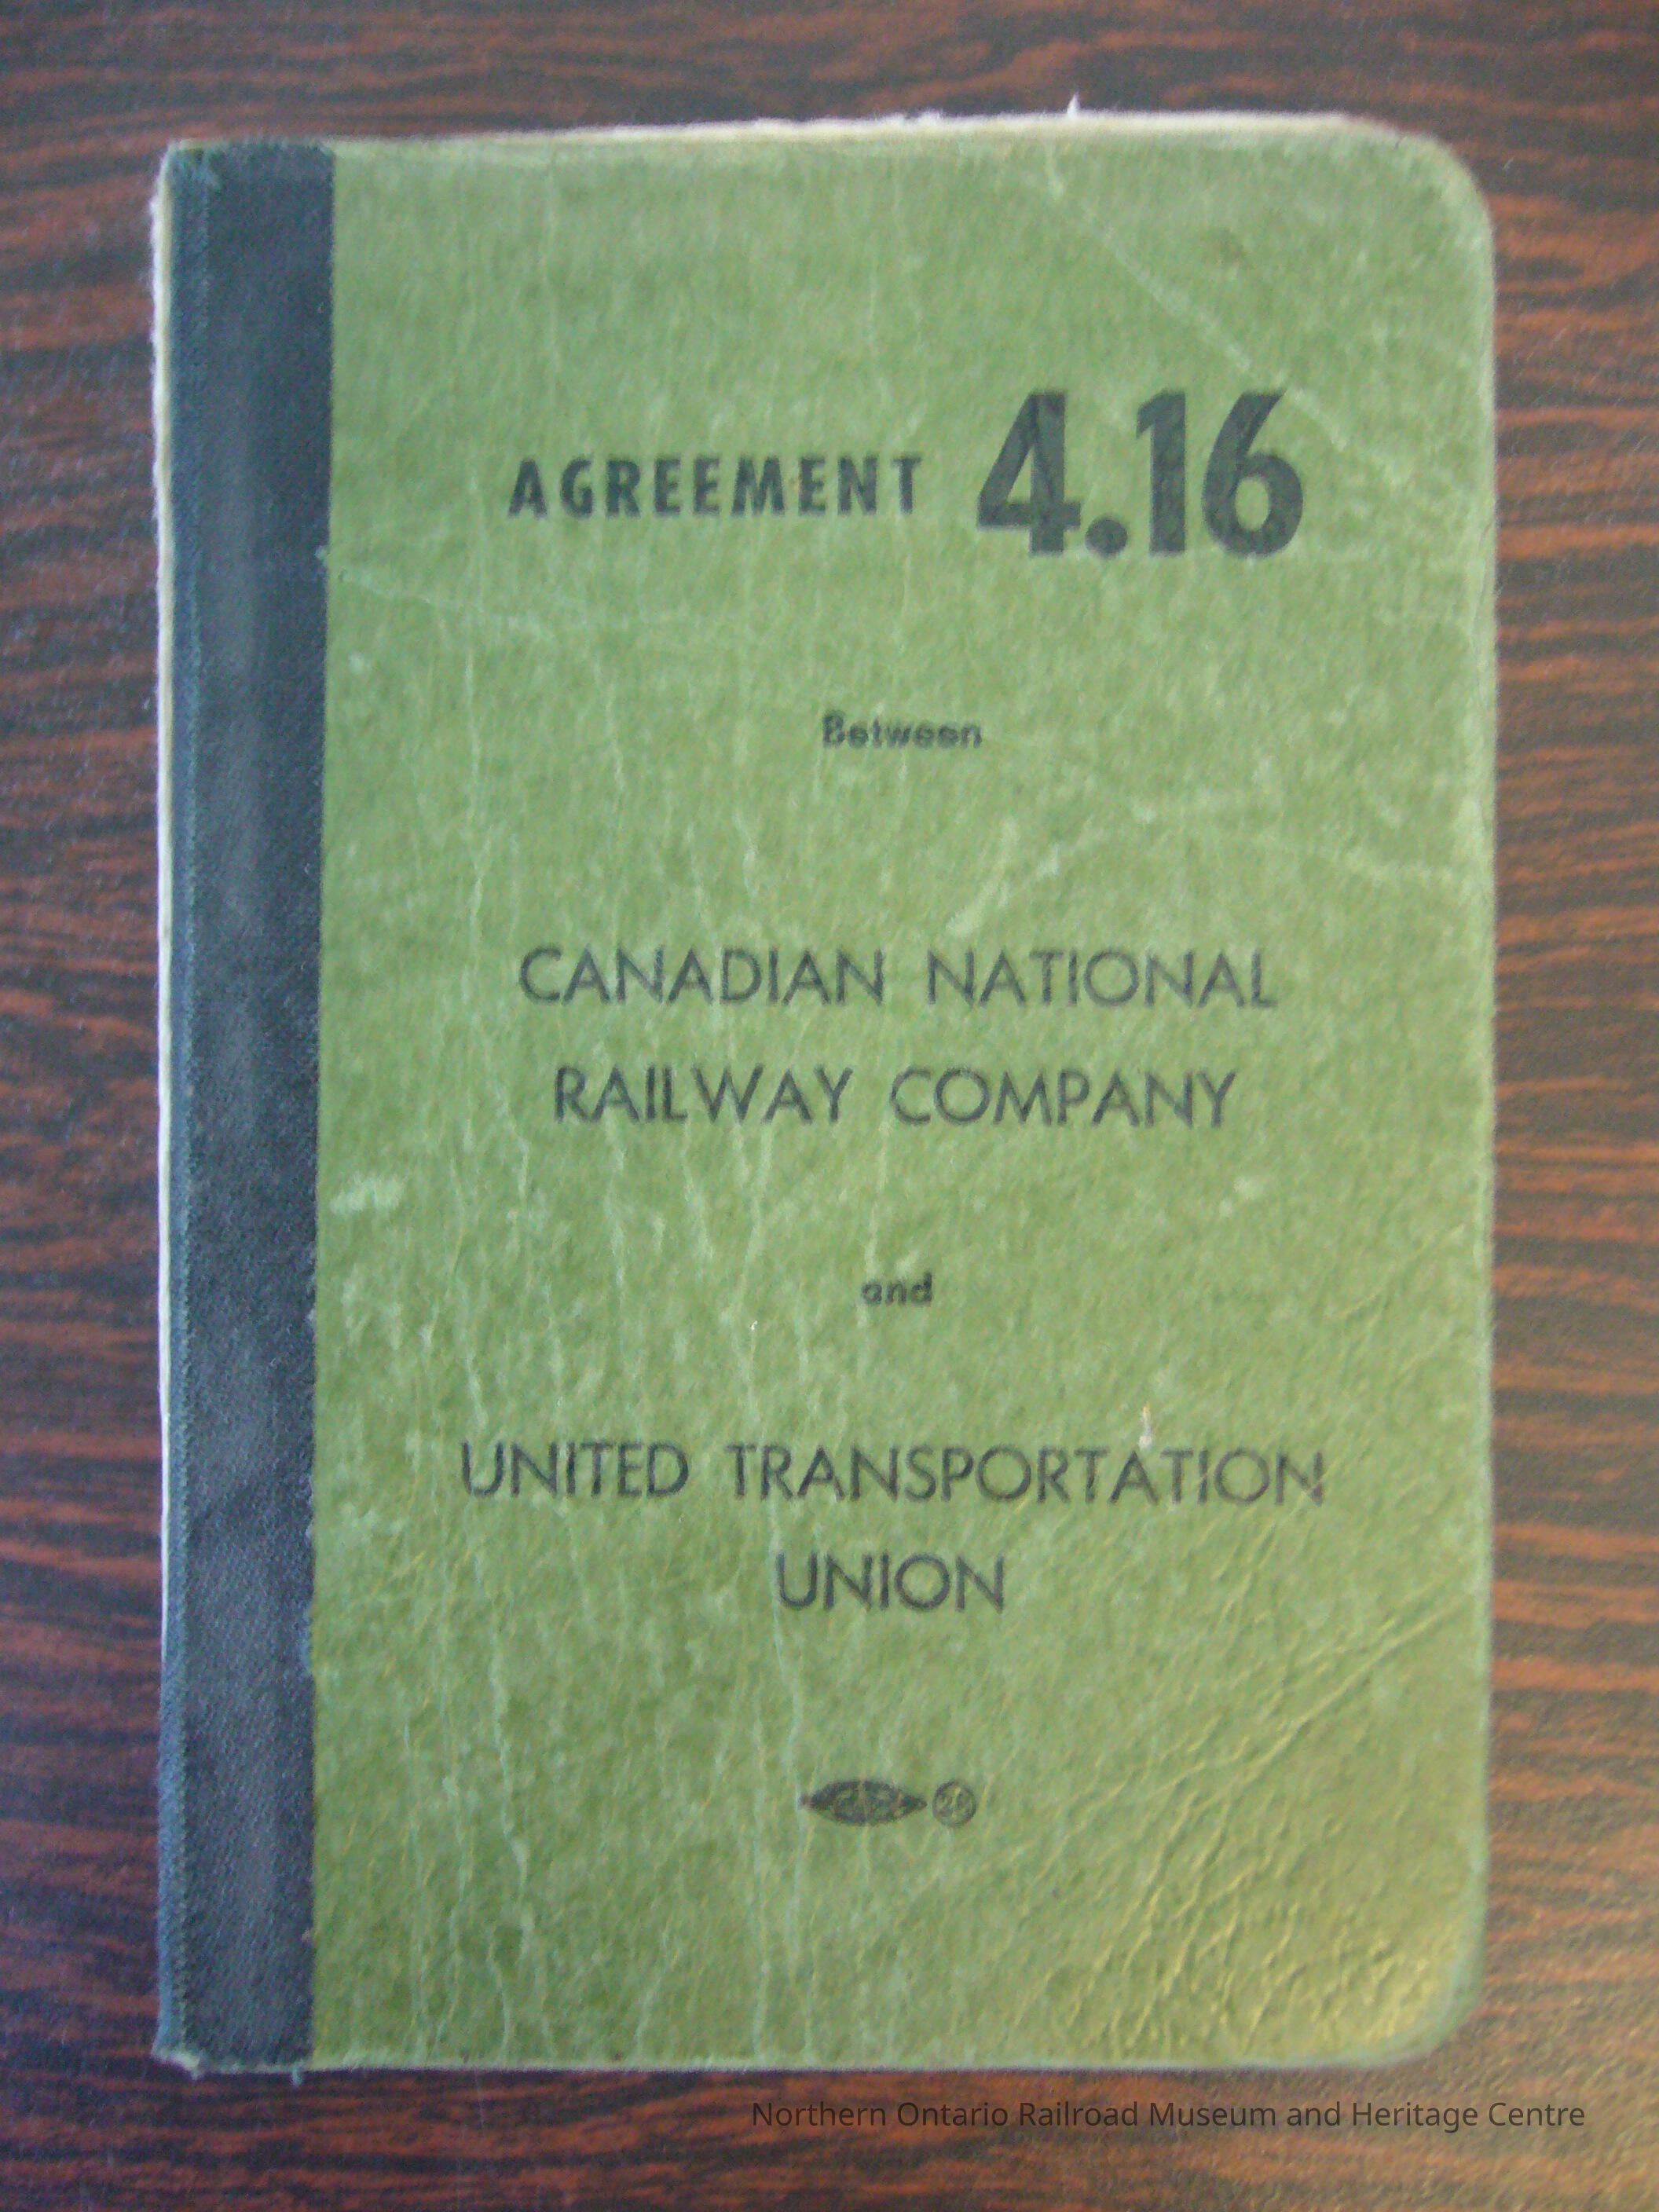 AGREEMENT 4.16
Between
CANADIAN NATIONAL
RAILWAY COMPANY
and
UNITED TRANSPORTATION
UNION
Northern Ontario Railroad Museum and Heritage Centre